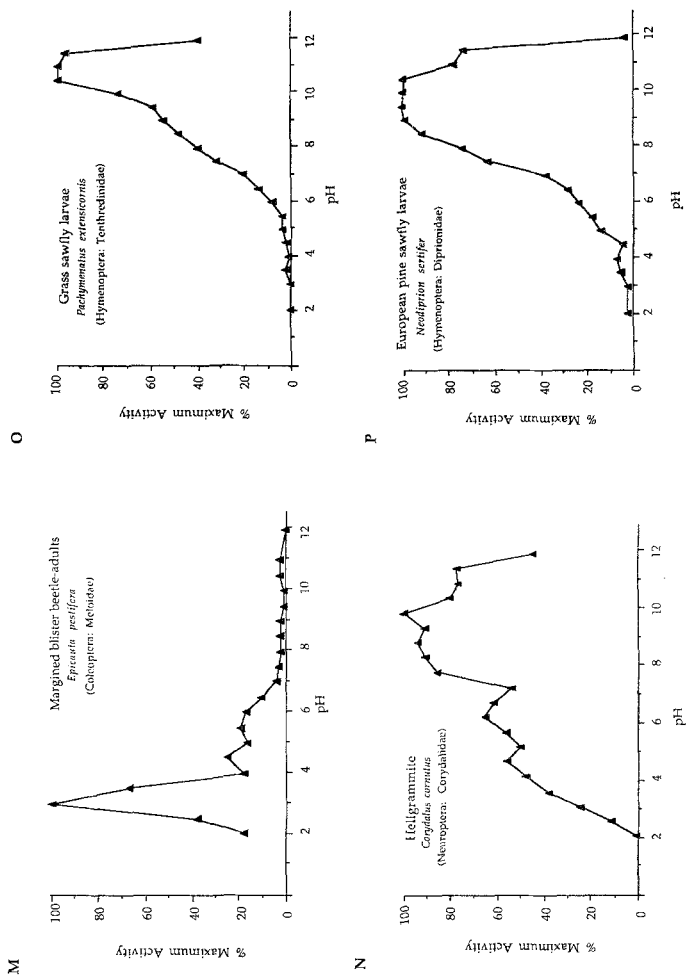 M
Margined blister beetle-adults
Epicauta pestifera
(Coleoptera: Meloidae)
% Maximum Activity
100
80
60
40
20
0
2
4
6
8
10
12
pH
N
Hellgrammite
Corydalus cornutus
(Neuroptera: Corydalidae)
% Maximum Activity
100
80
60
40
20
0
2
4
6
8
10
12
pH
O
Grass sawfly larvae
Pachynematus extensicornis
(Hymenoptera: Tenthredinidae)
% Maximum Activity
100
80
60
40
20
0
2
4
6
8
10
12
pH
P
European pine sawfly larvae
Neodiprion sertifer
(Hymenoptera: Diprionidae)
% Maximum Activity
100
80
60
40
20
0
2
4
6
8
10
12
pH